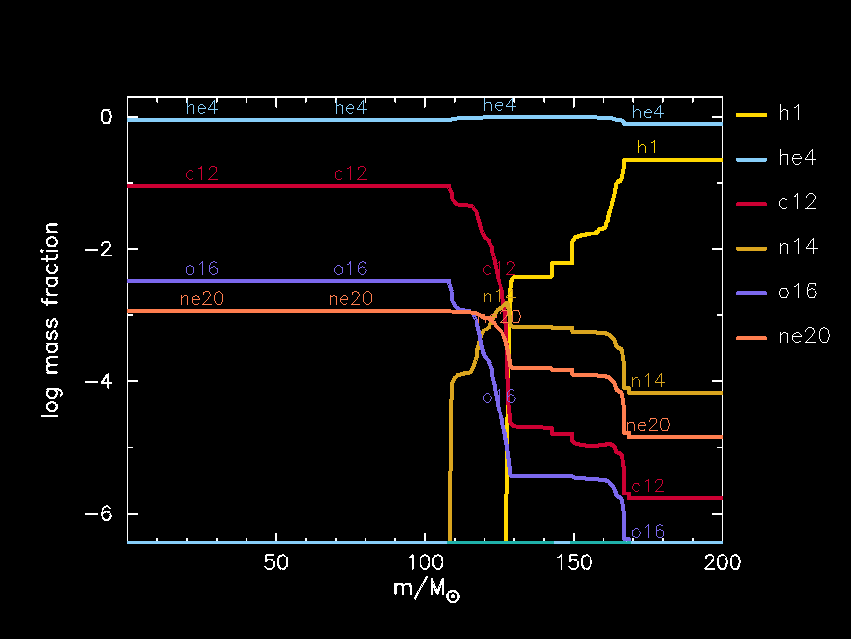 he4 he4 he4 he4
h1
c12 c12
c12
o16 o16
ne20 ne20
n14
ne20
n14
o16
ne20
c12
o16
0
−2
−4
−6
log mass fraction
50 100 150 200
m/M⊙
h1
he4
c12
n14
o16
ne20